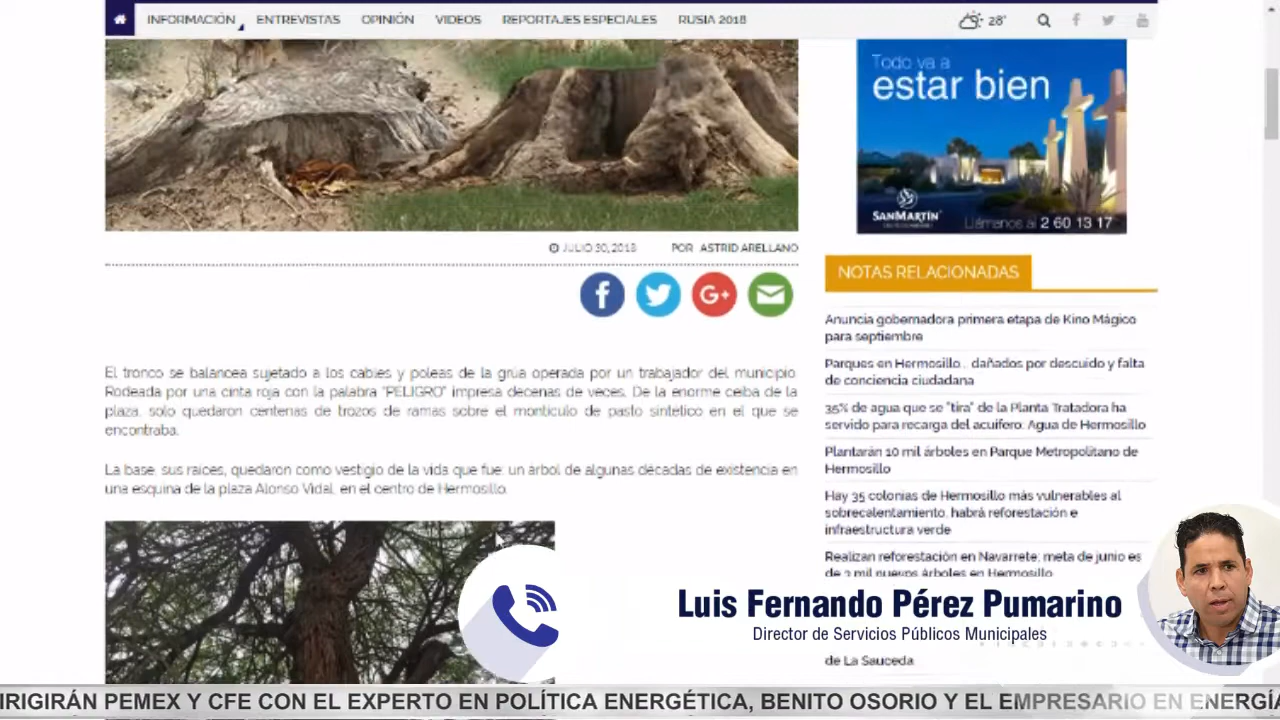 INFORMACIÓN ENTREVISTAS OPINIÓN VIDEOS REPORTAJES ESPECIALES RUSIA 2018 28°
Todo va a
estar bien
SANMARTÍN
Llámanos al 2 60 13 17
JULIO 30, 2018 POR ASTRID ARELLANO
NOTAS RELACIONADAS
Anuncia gobernadora primera etapa de Kino Mágico
para septiembre
Parques en Hermosillo... dañados por descuido y falta
de conciencia ciudadana
35% de agua que se "tira" de la Planta Tratadora ha
servido para recarga del acuífero: Agua de Hermosillo
Plantarán 10 mil árboles en Parque Metropolitano de
Hermosillo
Hay 35 colonias de Hermosillo más vulnerables al
sobrecalentamiento, habrá reforestación e
infraestructura verde
Realizan reforestación en Navarrete; meta de junio es
de 3 mil nuevos árboles en Hermosillo
de La Sauceda
El tronco se balancea sujetado a los cables y poleas de la grúa operada por un trabajador del municipio.
Rodeada por una cinta roja con la palabra "PELIGRO" impresa decenas de veces. De la enorme ceiba de la
plaza, solo quedaron centenas de trozos de ramas sobre el montículo de pasto sintético en el que se
encontraba.
La base, sus raíces, quedaron como vestigio de la vida que fue: un árbol de algunas décadas de existencia en
una esquina de la plaza Alonso Vidal, en el centro de Hermosillo.
Luis Fernando Pérez Pumarino
Director de Servicios Públicos Municipales
IRIGIRÁN PEMEX Y CFE CON EL EXPERTO EN POLÍTICA ENERGÉTICA, BENITO OSORIO Y EL EMPRESARIO EN ENERGÍA